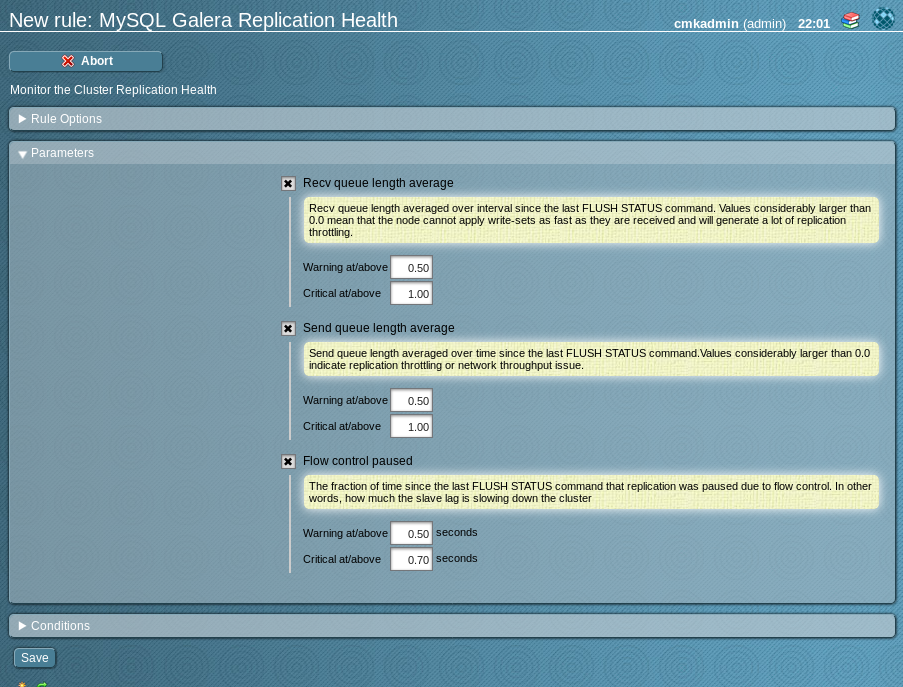 New rule: MySQL Galera Replication Health
cmkadmin (admin) 22:01
Abort
Monitor the Cluster Replication Health
Rule Options
Parameters
Recv queue length average
Recv queue length averaged over interval since the last FLUSH STATUS command. Values considerably larger than
0.0 mean that the node cannot apply write-sets as fast as they are received and will generate a lot of replication
throttling.
Warning at/above 0.50
Critical at/above 1.00
Send queue length average
Send queue length averaged over time since the last FLUSH STATUS command.Values considerably larger than 0.0
indicate replication throttling or network throughput issue.
Warning at/above 0.50
Critical at/above 1.00
Flow control paused
The fraction of time since the last FLUSH STATUS command that replication was paused due to flow control. In other
words, how much the slave lag is slowing down the cluster
Warning at/above 0.50 seconds
Critical at/above 0.70 seconds
Conditions
Save